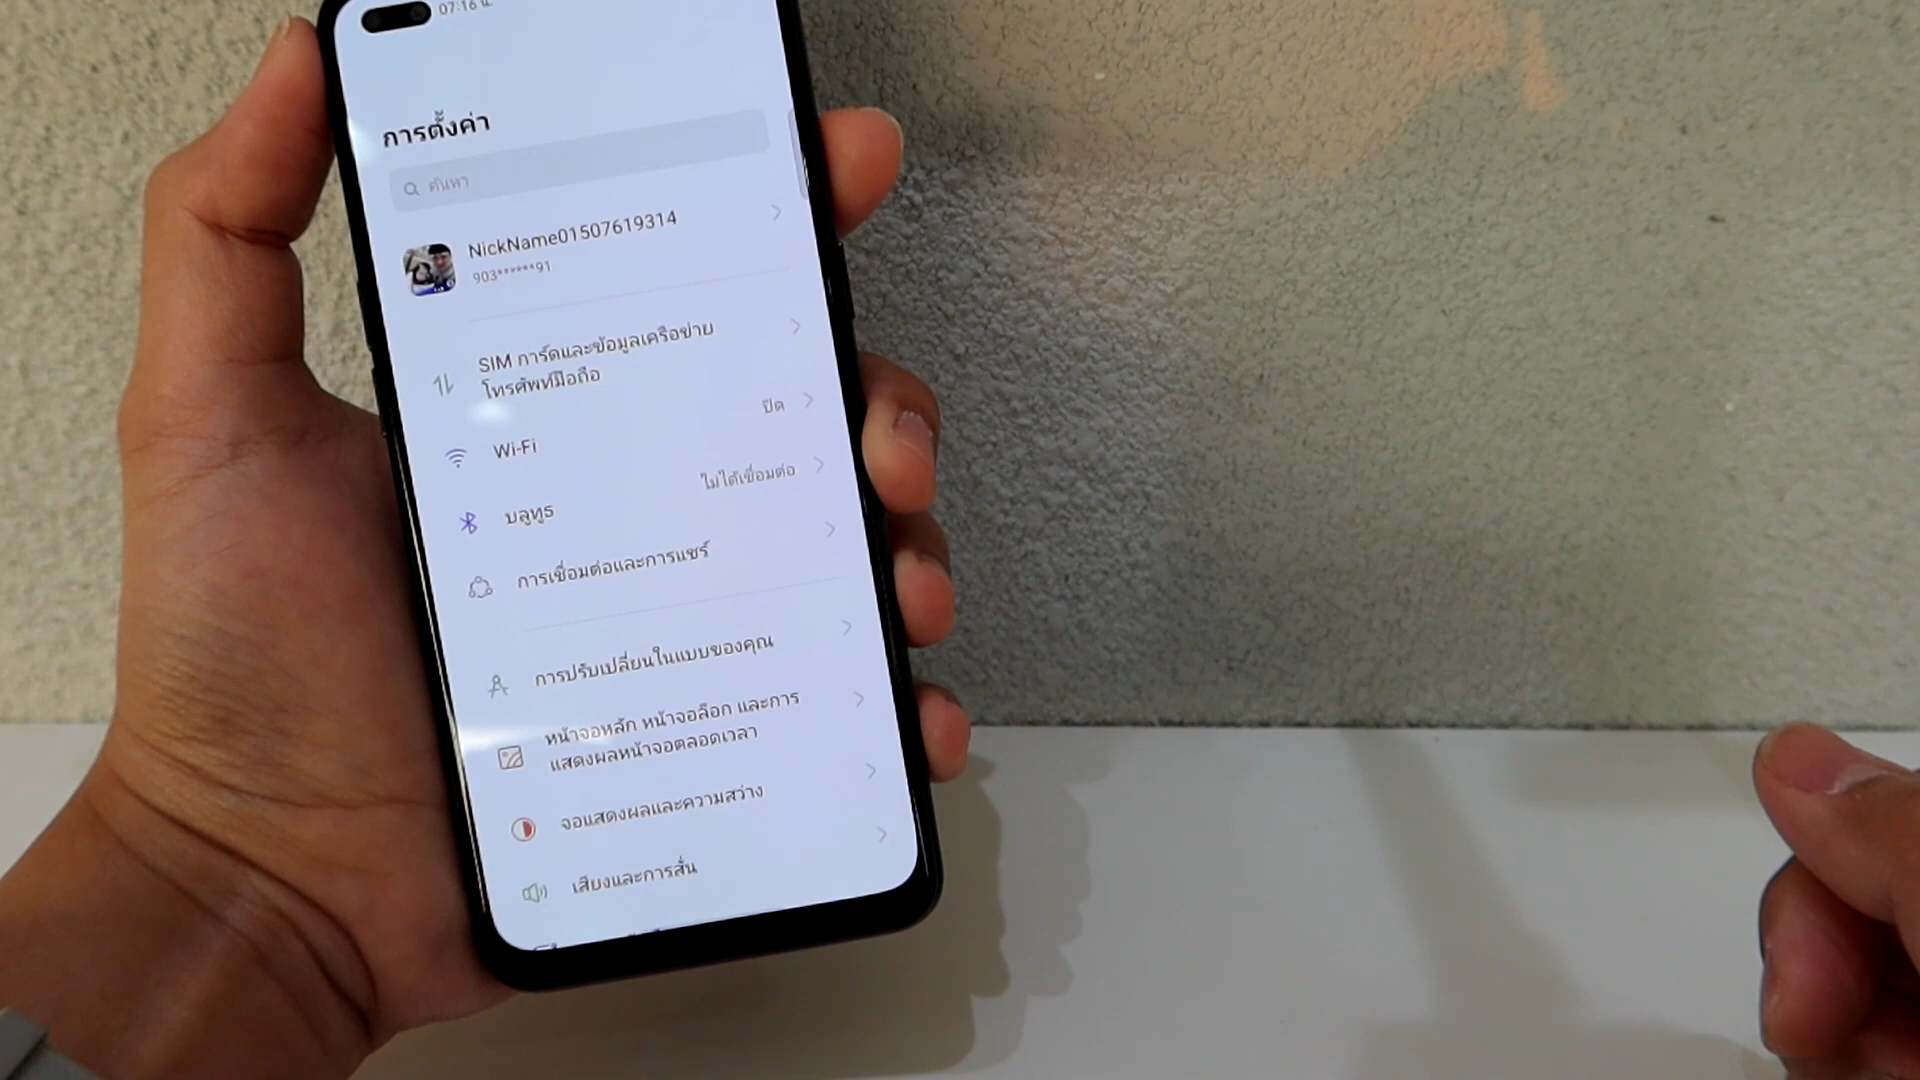 07:16 น.
การตั้งค่า
ค้นหา
NickName01507619314
903******91
SIM การ์ดและข้อมูลเครือข่าย
โทรศัพท์มือถือ
Wi-Fi
ปิด
บลูทูธ
ไม่ได้เชื่อมต่อ
การเชื่อมต่อและการแชร์
การปรับเปลี่ยนในแบบของคุณ
หน้าจอหลัก หน้าจอล็อก และการ
แสดงผลหน้าจอตลอดเวลา
จอแสดงผลและความสว่าง
เสียงและการสั่น